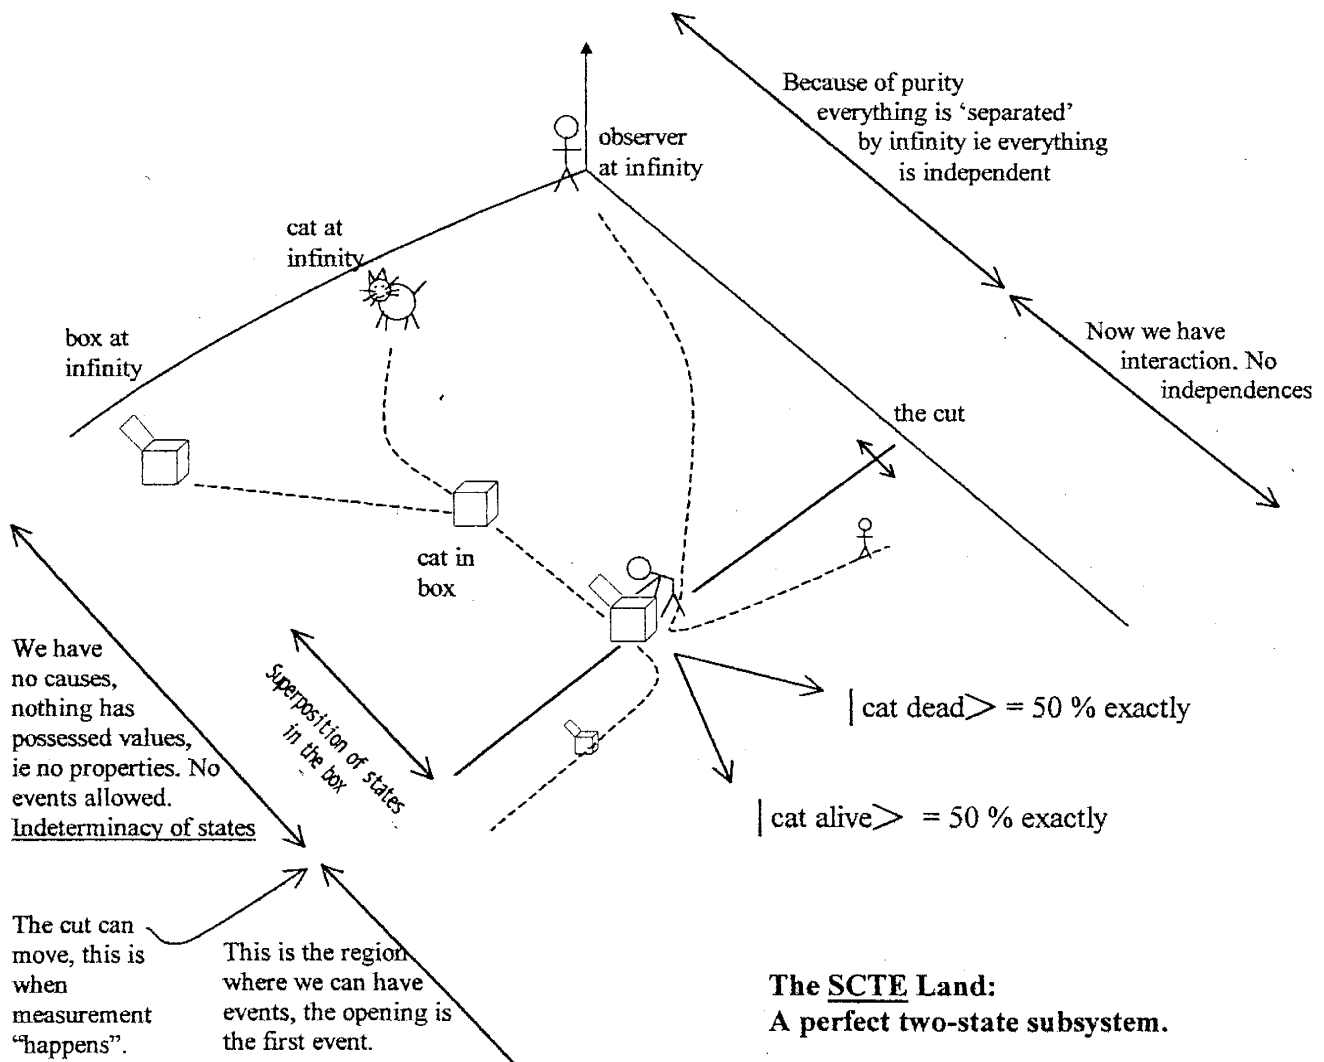 Because of purity
everything is ‘separated’
by infinity ie everything
is independent
observer
at infinity
cat at
infinity
box at
infinity
Now we have
interaction. No
independences
the cut
cat in
box
We have
no causes,
nothing has
possessed values,
ie no properties. No
events allowed.
Indeterminacy of states
Superposition of states
in the box
|cat dead> = 50 % exactly
|cat alive> = 50 % exactly
The cut can
move, this is
when
measurement
“happens”.
This is the region
where we can have
events, the opening is
the first event.
The SCTE Land:
A perfect two-state subsystem.